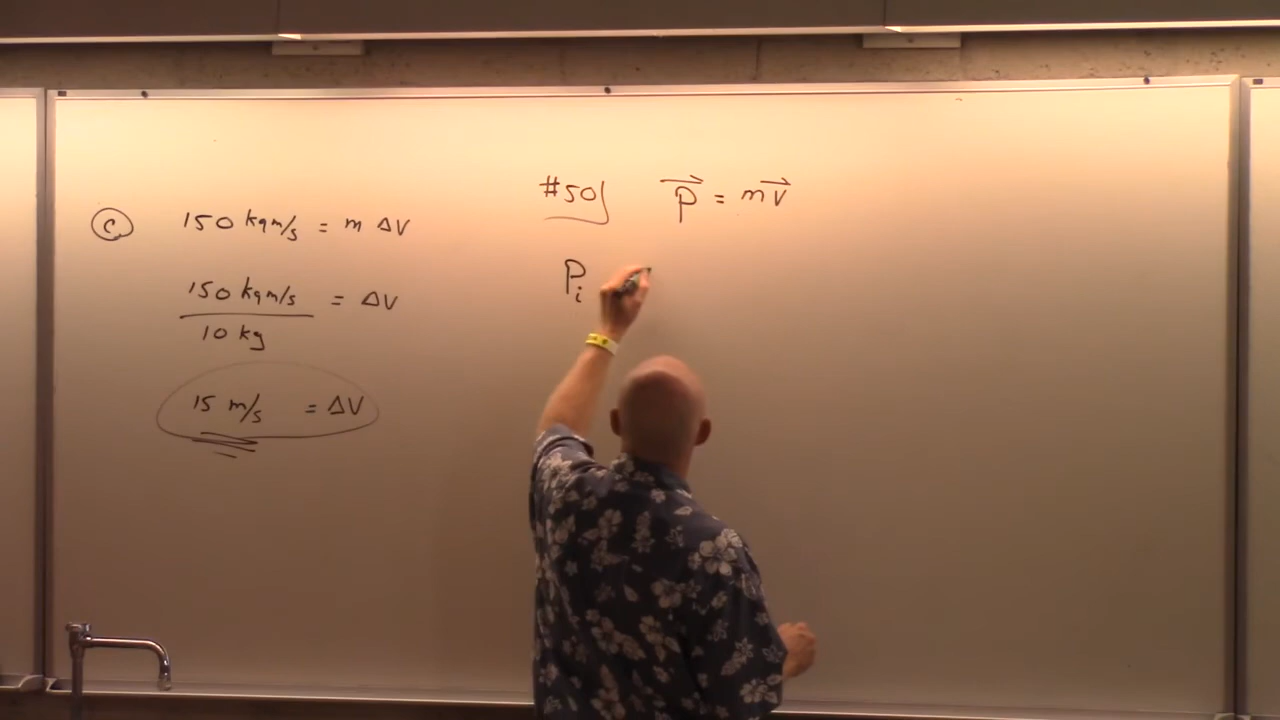 ⓒ 150 kgm/s = m ΔV
150 kgm/s / 10 kg = ΔV
15 m/s = ΔV
#50) p⃗ = mv⃗
Pi